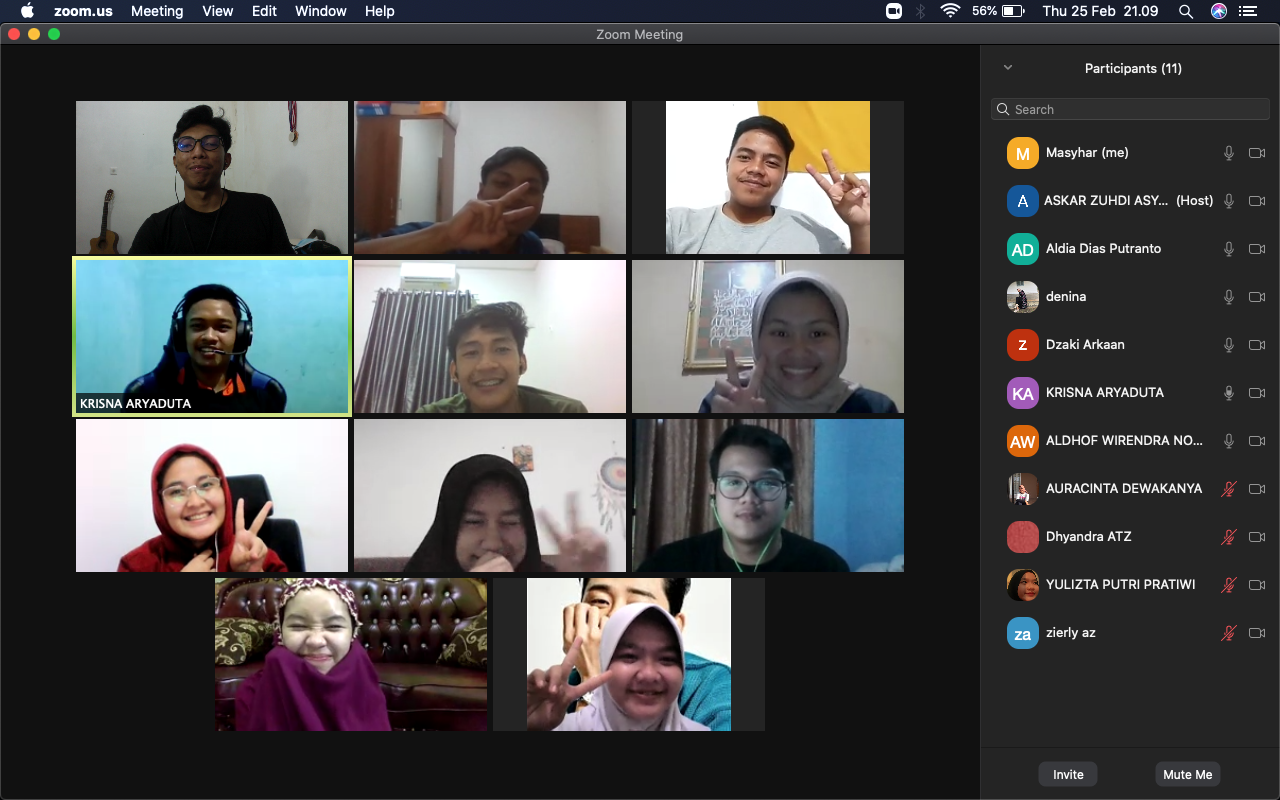 zoom.us Meeting View Edit Window Help 56% Thu 25 Feb 21.09
Zoom Meeting
KRISNA ARYADUTA
Participants (11)
Search
M Masyhar (me)
A ASKAR ZUHDI ASY... (Host)
AD Aldia Dias Putranto
denina
Z Dzaki Arkaan
KA KRISNA ARYADUTA
AW ALDHOF WIRENDRA NO...
AURACINTA DEWAKANYA
Dhyandra ATZ
YULIZTA PUTRI PRATIWI
za zierly az
Invite Mute Me